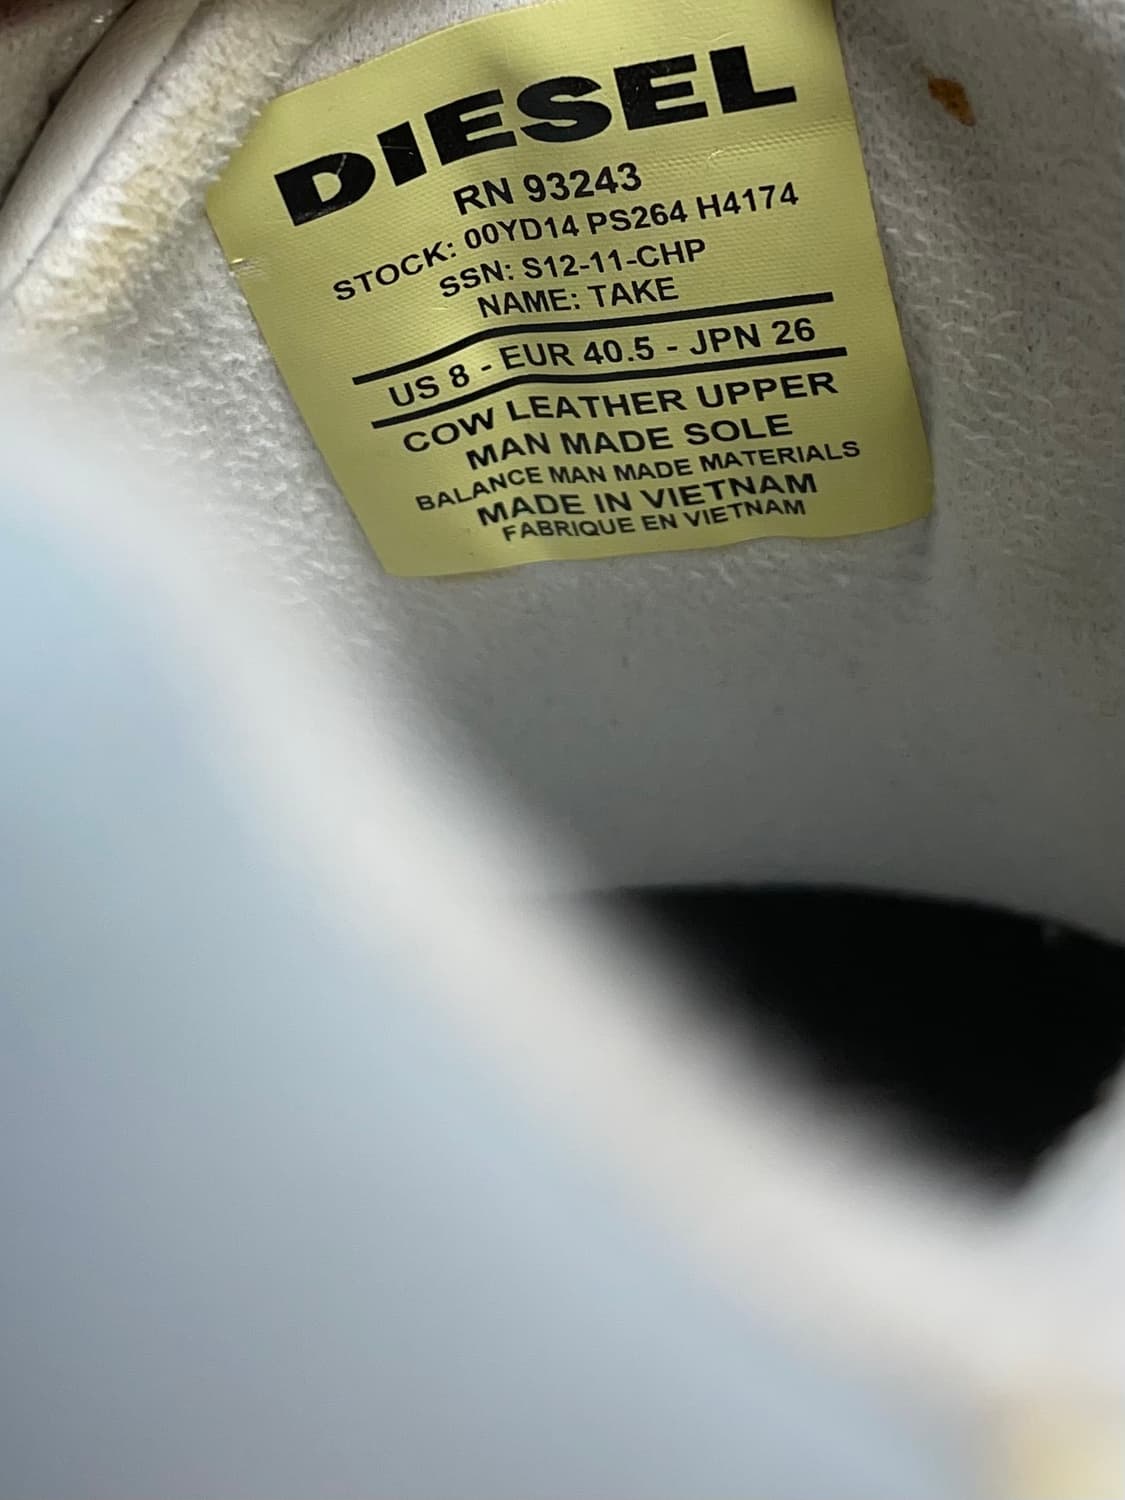 DIESEL
RN 93243
STOCK: 00YD14 PS264 H4174
SSN: S12-11-CHP
NAME: TAKE
US 8 - EUR 40.5 - JPN 26
COW LEATHER UPPER
MAN MADE SOLE
BALANCE MAN MADE MATERIALS
MADE IN VIETNAM
FABRIQUE EN VIETNAM